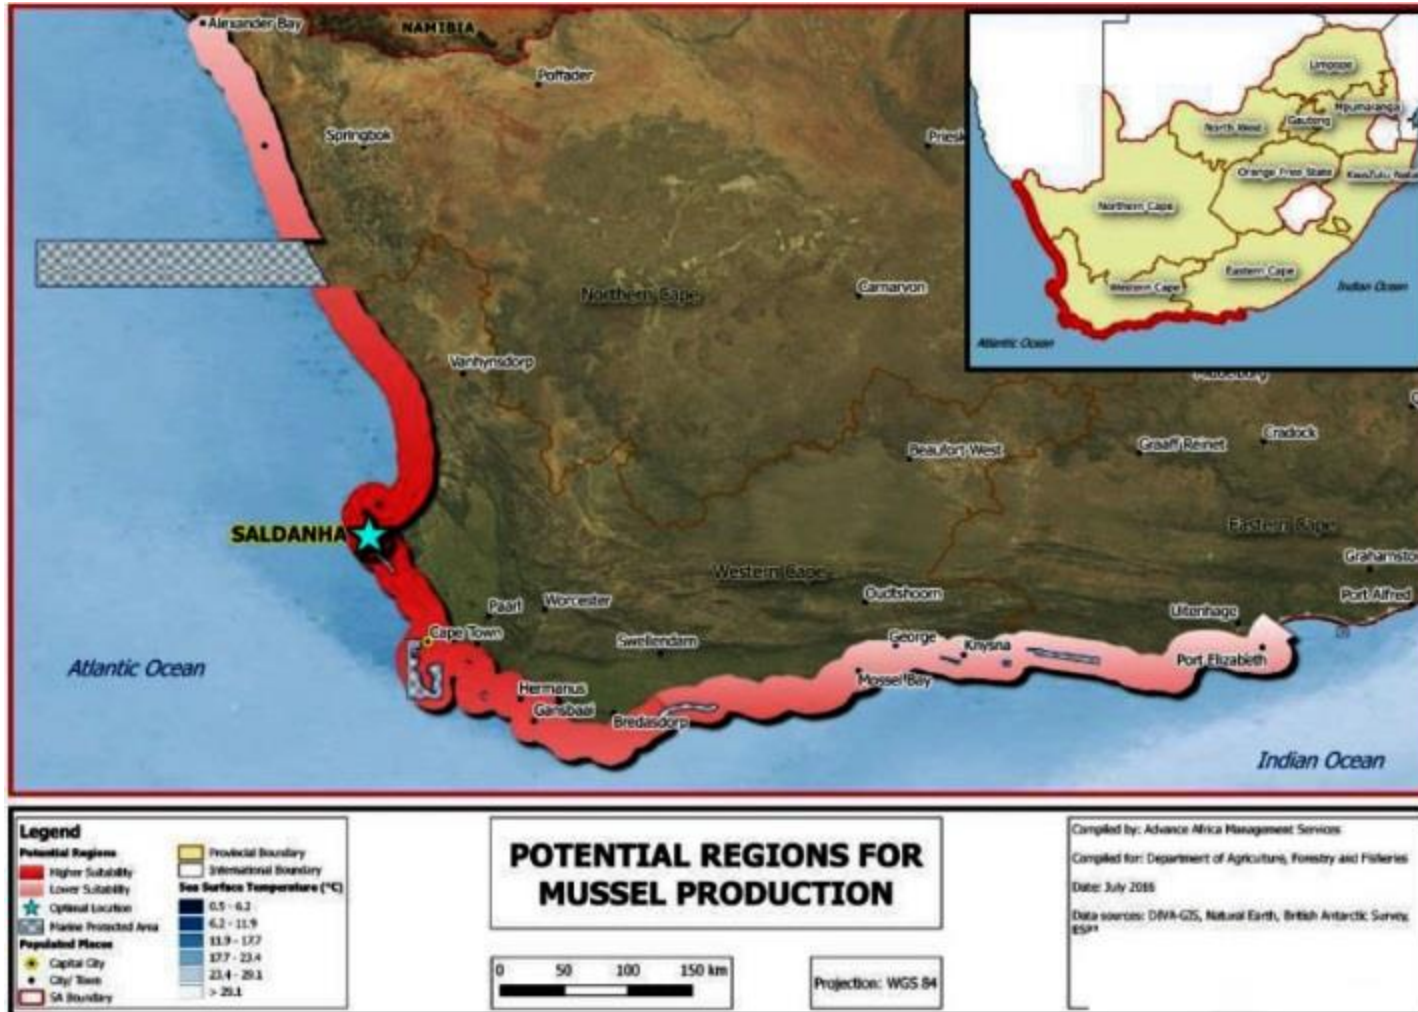 Alexander Bay
NAMIBIA
Poffader
Springbok
Priesk
Northern Cape
Carnarvon
Vanhynsdorp
Beaufort West
Graaff Reinet
Cradock
SALDANHA
Eastern Cape
Western Cape
Grahamsto
Oudtshoorn
Port Alfred
Paarl
Worcester
Uitenhage
Cape Town
Swellendam
George
Knysna
Port Elizabeth
Atlantic Ocean
Mossel Bay
Hermanus
Gansbaai
Bredasdorp
Indian Ocean
Limpopo
Mpumalanga
North West
Gauteng
Orange Free State
KwaZulu Nata
Northern Cape
Eastern Cape
Western Cape
Indian Ocean
Atlantic Ocean
Legend
Potential Regions
Higher Suitability
Lower Suitability
Optimal Location
Marine Protected Area
Populated Places
Capital City
City/ Town
SA Boundary
Provincial Boundary
International Boundary
Sea Surface Temperature (°C)
0.5 - 6.2
6.2 - 11.9
11.9 - 17.7
17.7 - 23.4
23.4 - 29.1
> 29.1
POTENTIAL REGIONS FOR
MUSSEL PRODUCTION
0 50 100 150 km
Projection: WGS 84
Compiled by: Advance Africa Management Services
Compiled for: Department of Agriculture, Forestry and Fisheries
Date: July 2016
Data sources: DIVA-GIS, Natural Earth, British Antarctic Survey,